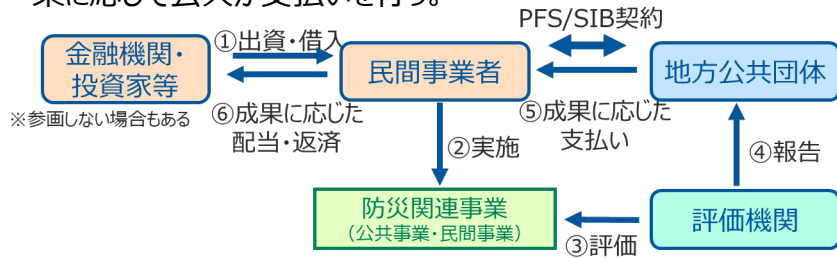 果に応じて公共が支払いを行う。
PFS/SIB契約
金融機関・
投資家等
①出資・借入
民間事業者
地方公共団体
※参画しない場合もある
⑥成果に応じた
配当・返済
⑤成果に応じた
支払い
②実施
④報告
防災関連事業
(公共事業・民間事業)
③評価
評価機関